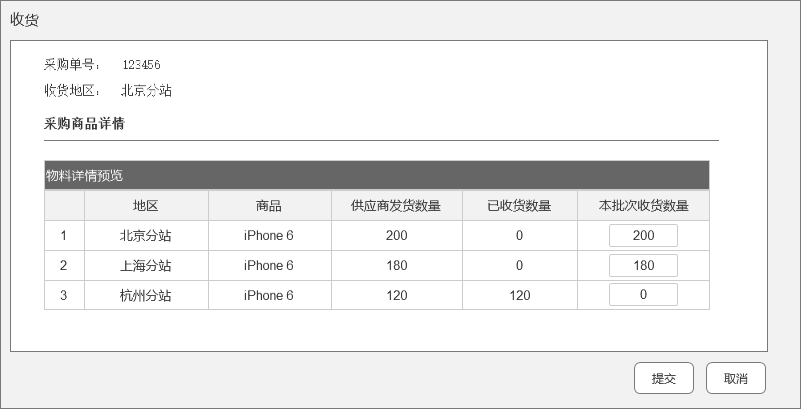 收货
采购单号： 123456
收货地区： 北京分站
采购商品详情
物料详情预览
地区 商品 供应商发货数量 已收货数量 本批次收货数量
1 北京分站 iPhone 6 200 0 200
2 上海分站 iPhone 6 180 0 180
3 杭州分站 iPhone 6 120 120 0
提交 取消